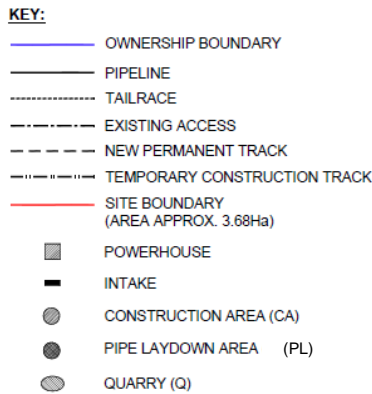 KEY:
OWNERSHIP BOUNDARY
PIPELINE
TAILRACE
EXISTING ACCESS
NEW PERMANENT TRACK
TEMPORARY CONSTRUCTION TRACK
SITE BOUNDARY
(AREA APPROX. 3.68Ha)
POWERHOUSE
INTAKE
CONSTRUCTION AREA (CA)
PIPE LAYDOWN AREA (PL)
QUARRY (Q)